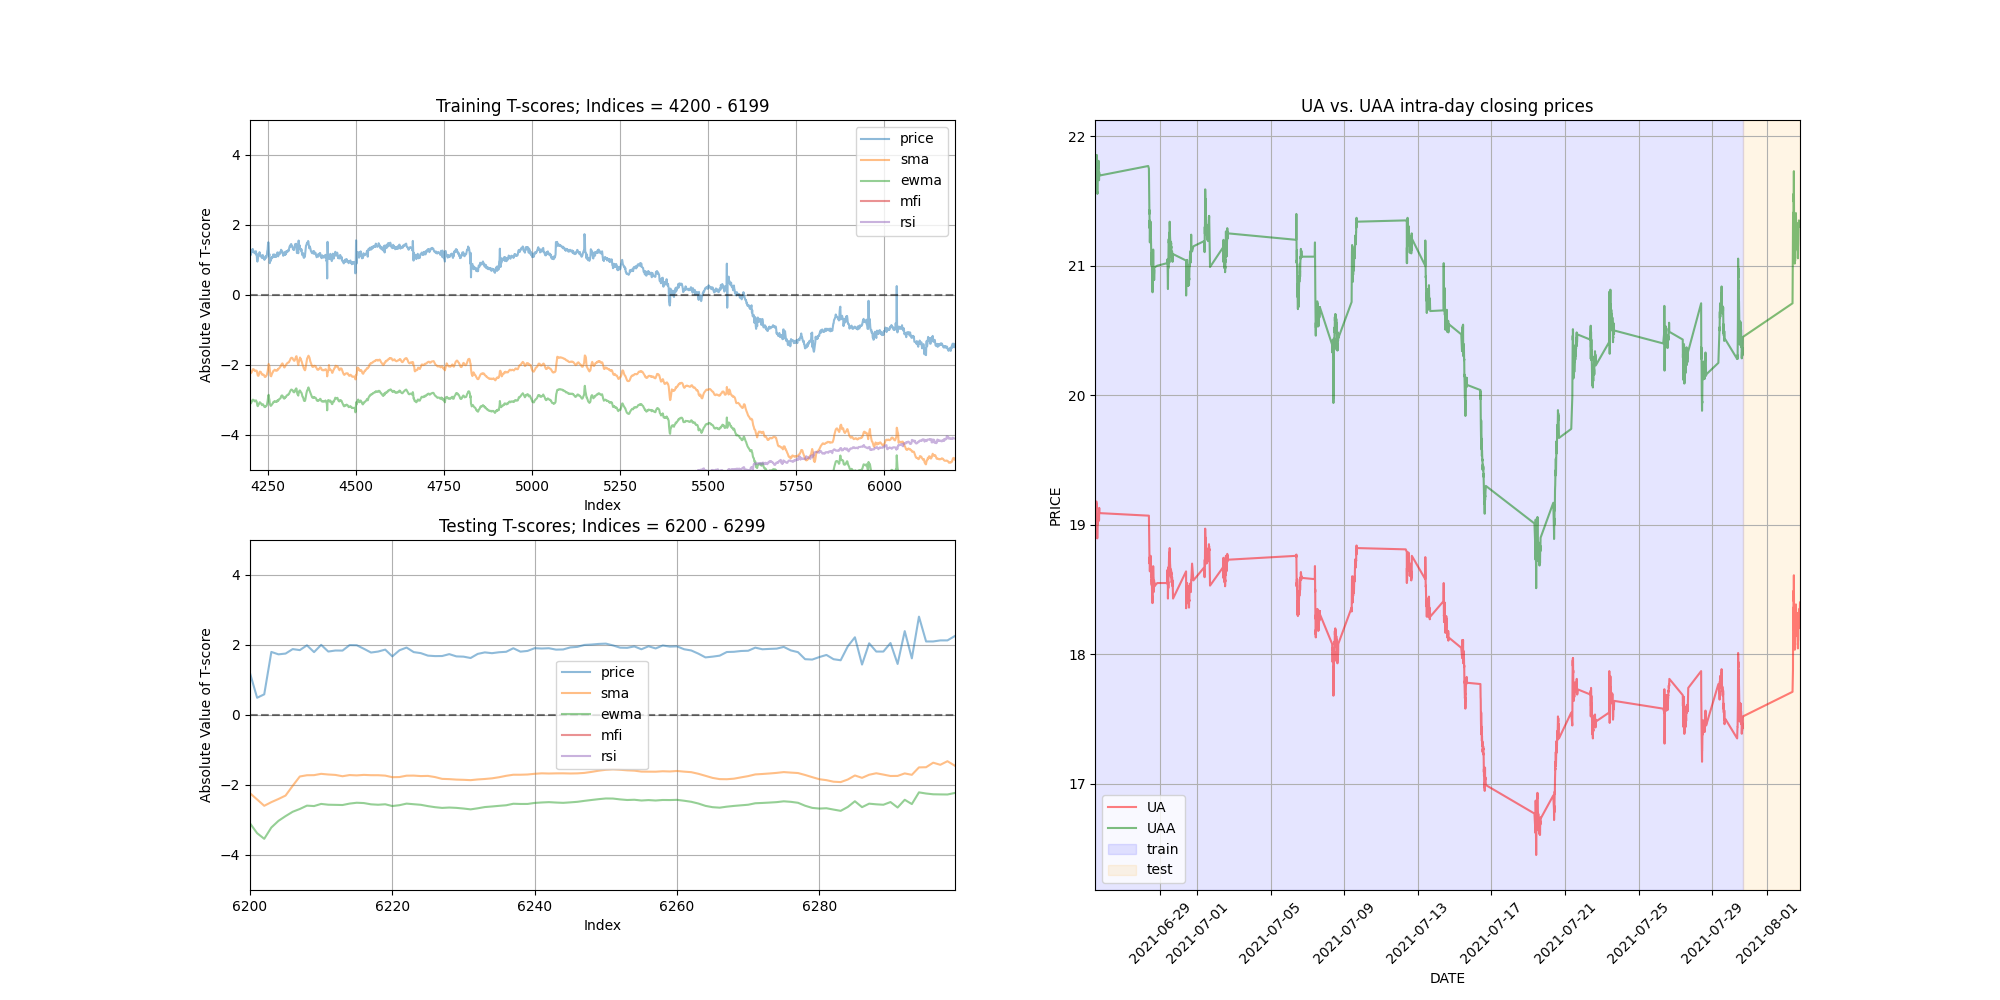 Training T-scores; Indices = 4200 - 6199
Absolute Value of T-score
4
2
0
−2
−4
price
sma
ewma
mfi
rsi
4250 4500 4750 5000 5250 5500 5750 6000
Index
Testing T-scores; Indices = 6200 - 6299
Absolute Value of T-score
4
2
0
−2
−4
price
sma
ewma
mfi
rsi
6200 6220 6240 6260 6280
Index
UA vs. UAA intra-day closing prices
PRICE
22
21
20
19
18
17
UA
UAA
train
test
2021-06-29 2021-07-01 2021-07-05 2021-07-09 2021-07-13 2021-07-17 2021-07-21 2021-07-25 2021-07-29 2021-08-01
DATE